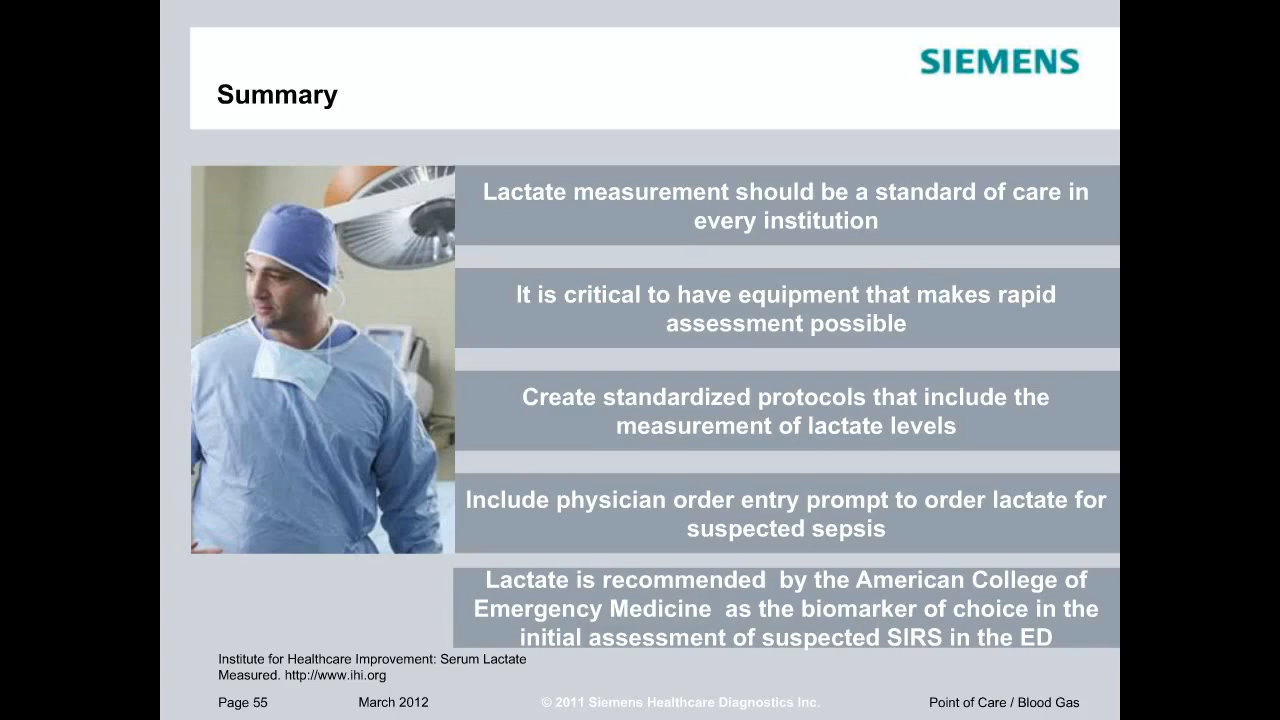 SIEMENS
Summary
Lactate measurement should be a standard of care in
every institution
It is critical to have equipment that makes rapid
assessment possible
Create standardized protocols that include the
measurement of lactate levels
Include physician order entry prompt to order lactate for
suspected sepsis
Lactate is recommended  by the American College of
Emergency Medicine  as the biomarker of choice in the
initial assessment of suspected SIRS in the ED
Institute for Healthcare Improvement: Serum Lactate
Measured. http://www.ihi.org
Page 55 March 2012 © 2011 Siemens Healthcare Diagnostics Inc. Point of Care / Blood Gas